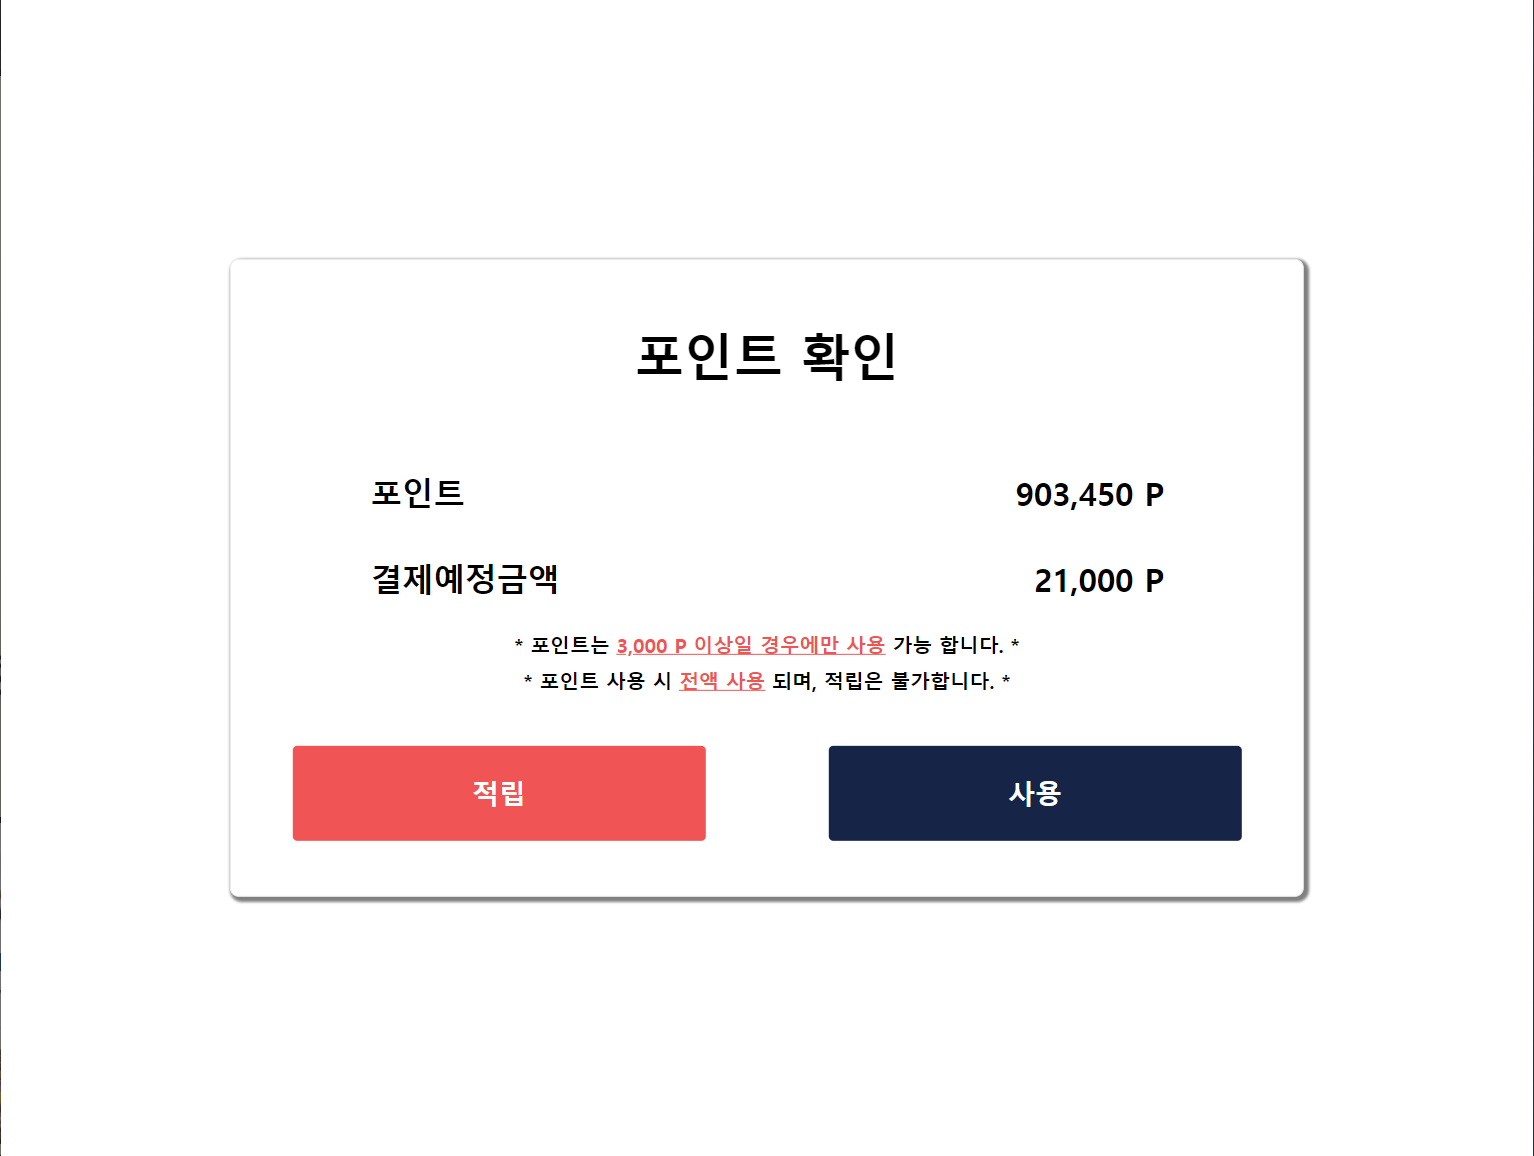 포인트 확인
포인트 903,450 P
결제예정금액 21,000 P
* 포인트는 3,000 P 이상일 경우에만 사용 가능 합니다. *
* 포인트 사용 시 전액 사용 되며, 적립은 불가합니다. *
적립 사용